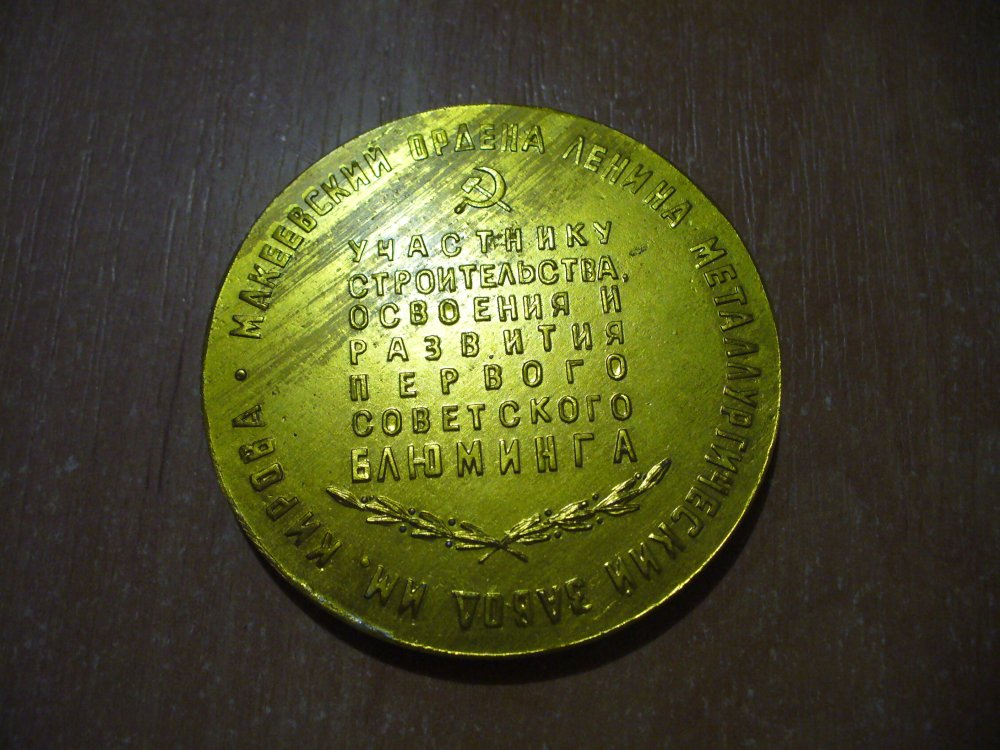 МАКЕЕВСКИЙ ОРДЕНА ЛЕНИНА МЕТАЛЛУРГИЧЕСКИЙ ЗАВОД ИМ. КИРОВА •
УЧАСТНИКУ
СТРОИТЕЛЬСТВА,
ОСВОЕНИЯ И
РАЗВИТИЯ
ПЕРВОГО
СОВЕТСКОГО
БЛЮМИНГА